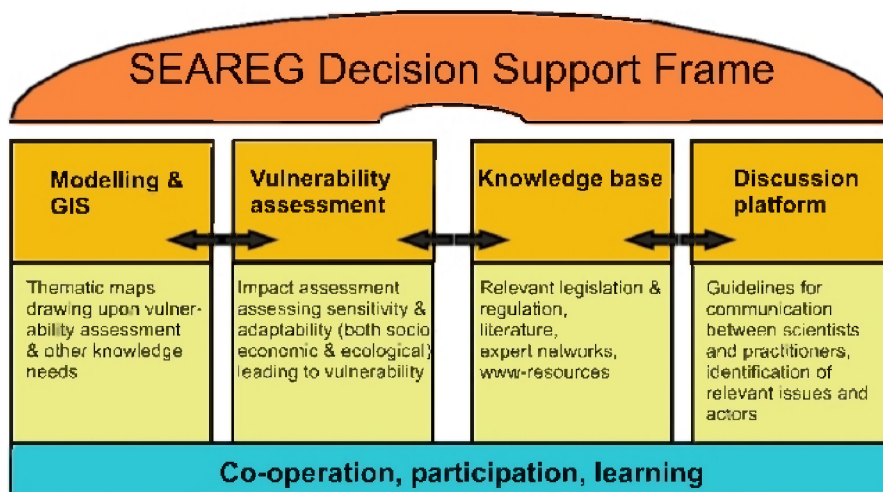 SEAREG Decision Support Frame
Modelling &
GIS
Thematic maps
drawing upon vulner-
ability assessment
& other knowledge
needs
Vulnerability
assessment
Impact assessment
assessing sensitivity &
adaptability (both socio
economic & ecological)
leading to vulnerability
Knowledge base
Relevant legislation &
regulation,
literature,
expert networks,
www-resources
Discussion
platform
Guidelines for
communication
between scientists
and practitioners,
identification of
relevant issues and
actors
Co-operation, participation, learning